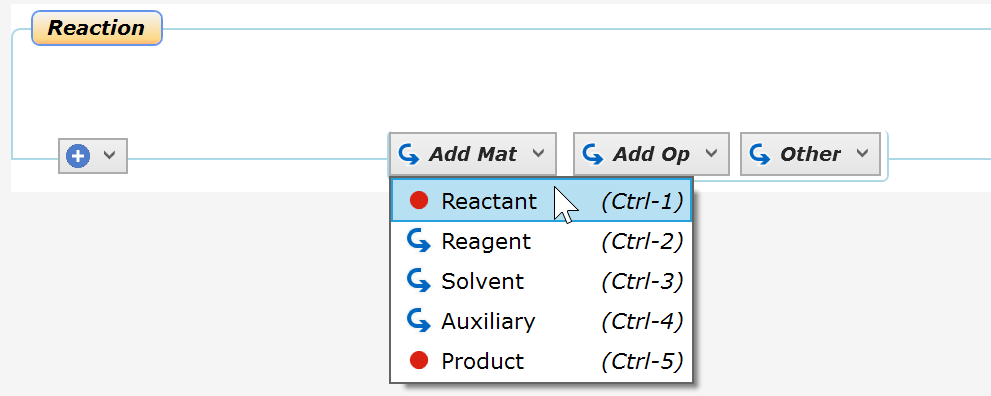 Reaction
Add Mat Add Op Other
Reactant (Ctrl-1)
Reagent (Ctrl-2)
Solvent (Ctrl-3)
Auxiliary (Ctrl-4)
Product (Ctrl-5)